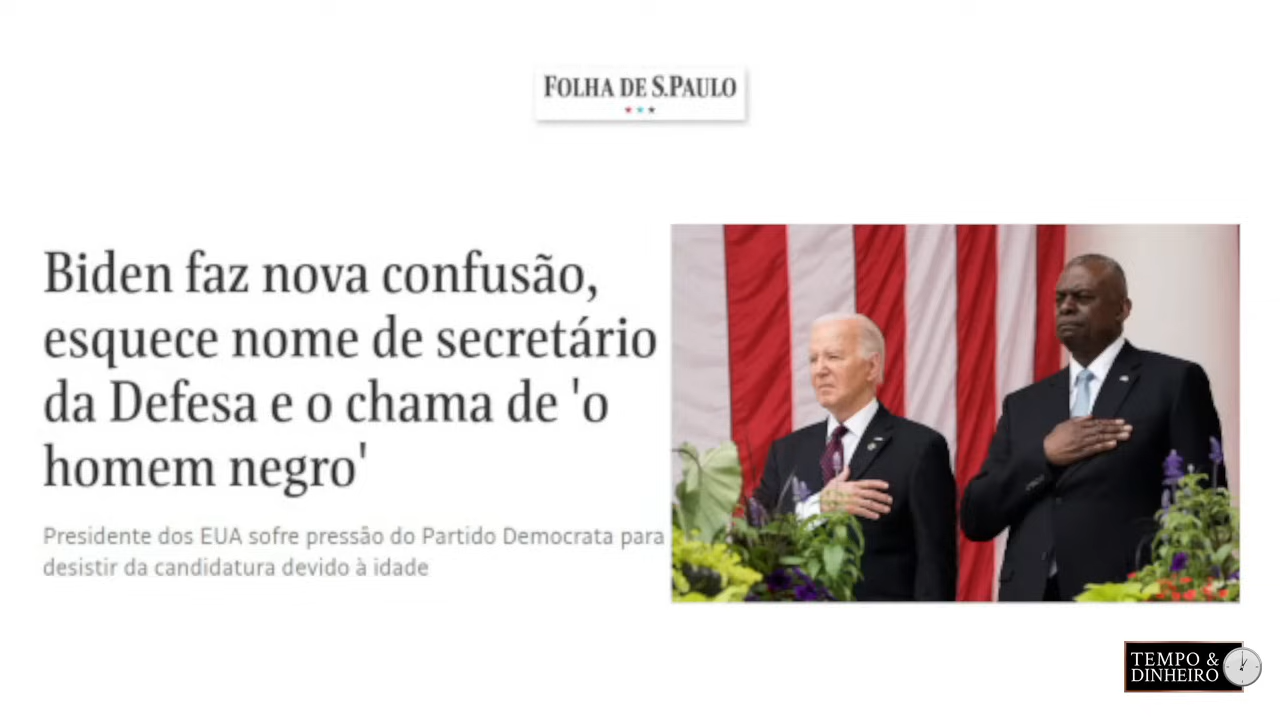 FOLHA DE S.PAULO
Biden faz nova confusão,
esquece nome de secretário
da Defesa e o chama de 'o
homem negro'
Presidente dos EUA sofre pressão do Partido Democrata para
desistir da candidatura devido à idade
TEMPO &
DINHEIRO